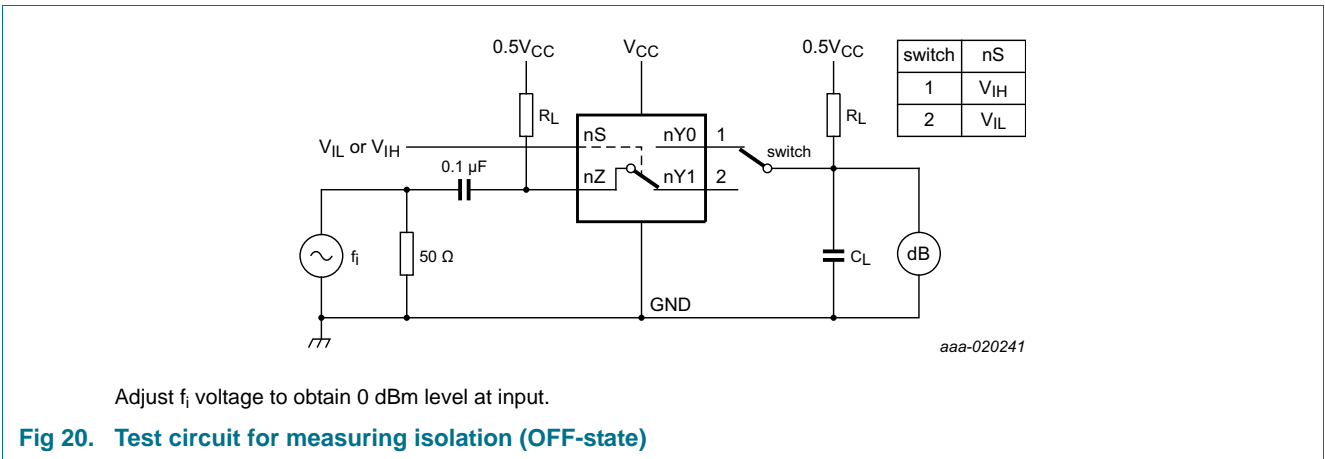 0.5VCC VCC 0.5VCC
switch nS
1 VIH
2 VIL
RL RL
nS nY0 1
switch
VIL or VIH
0.1 µF
nZ nY1 2
fi 50 Ω CL dB
GND
aaa-020241
Adjust fi voltage to obtain 0 dBm level at input.
Fig 20. Test circuit for measuring isolation (OFF-state)